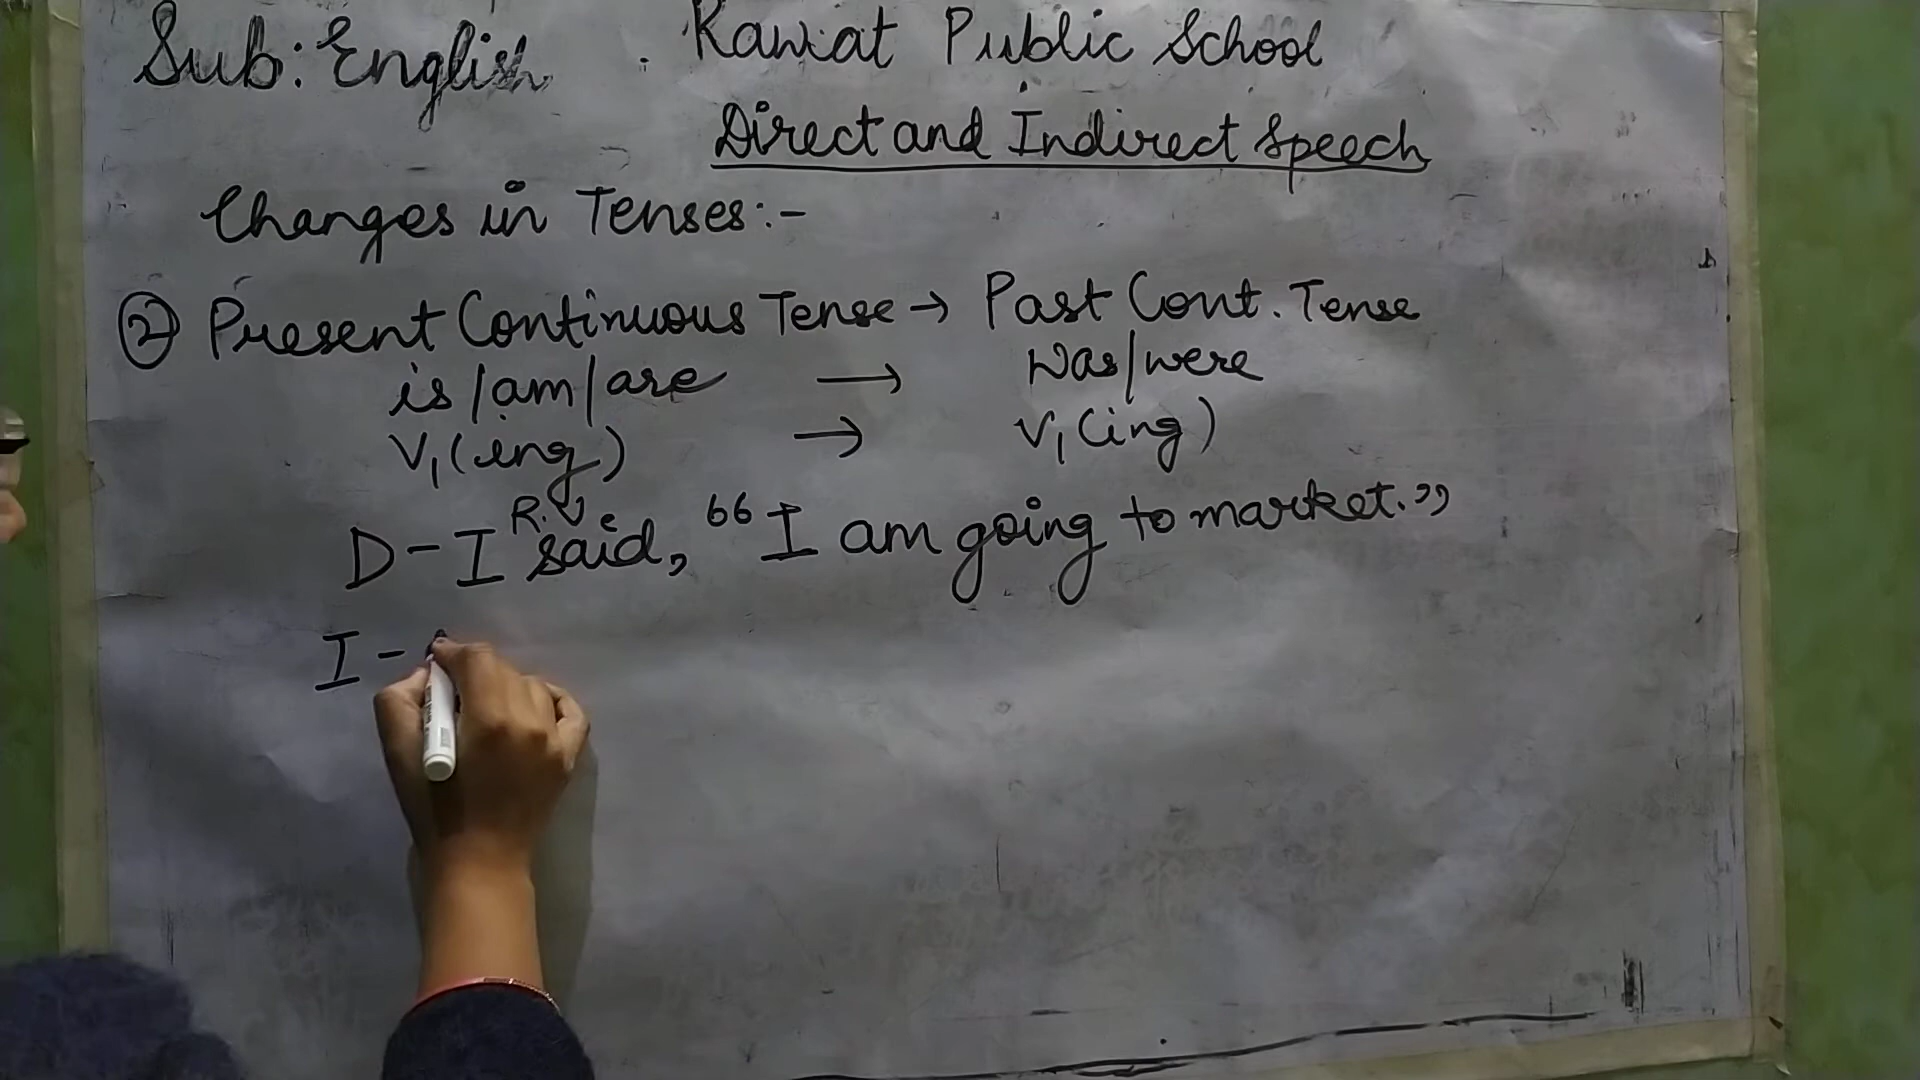 Sub: English
Rawat Public School
Direct and Indirect Speech
Changes in Tenses:-
② Present Continuous Tense → Past Cont. Tense
is/am/are → was/were
V₁(ing) → V₁(ing)
R.V
D-I said, "I am going to market."
I -